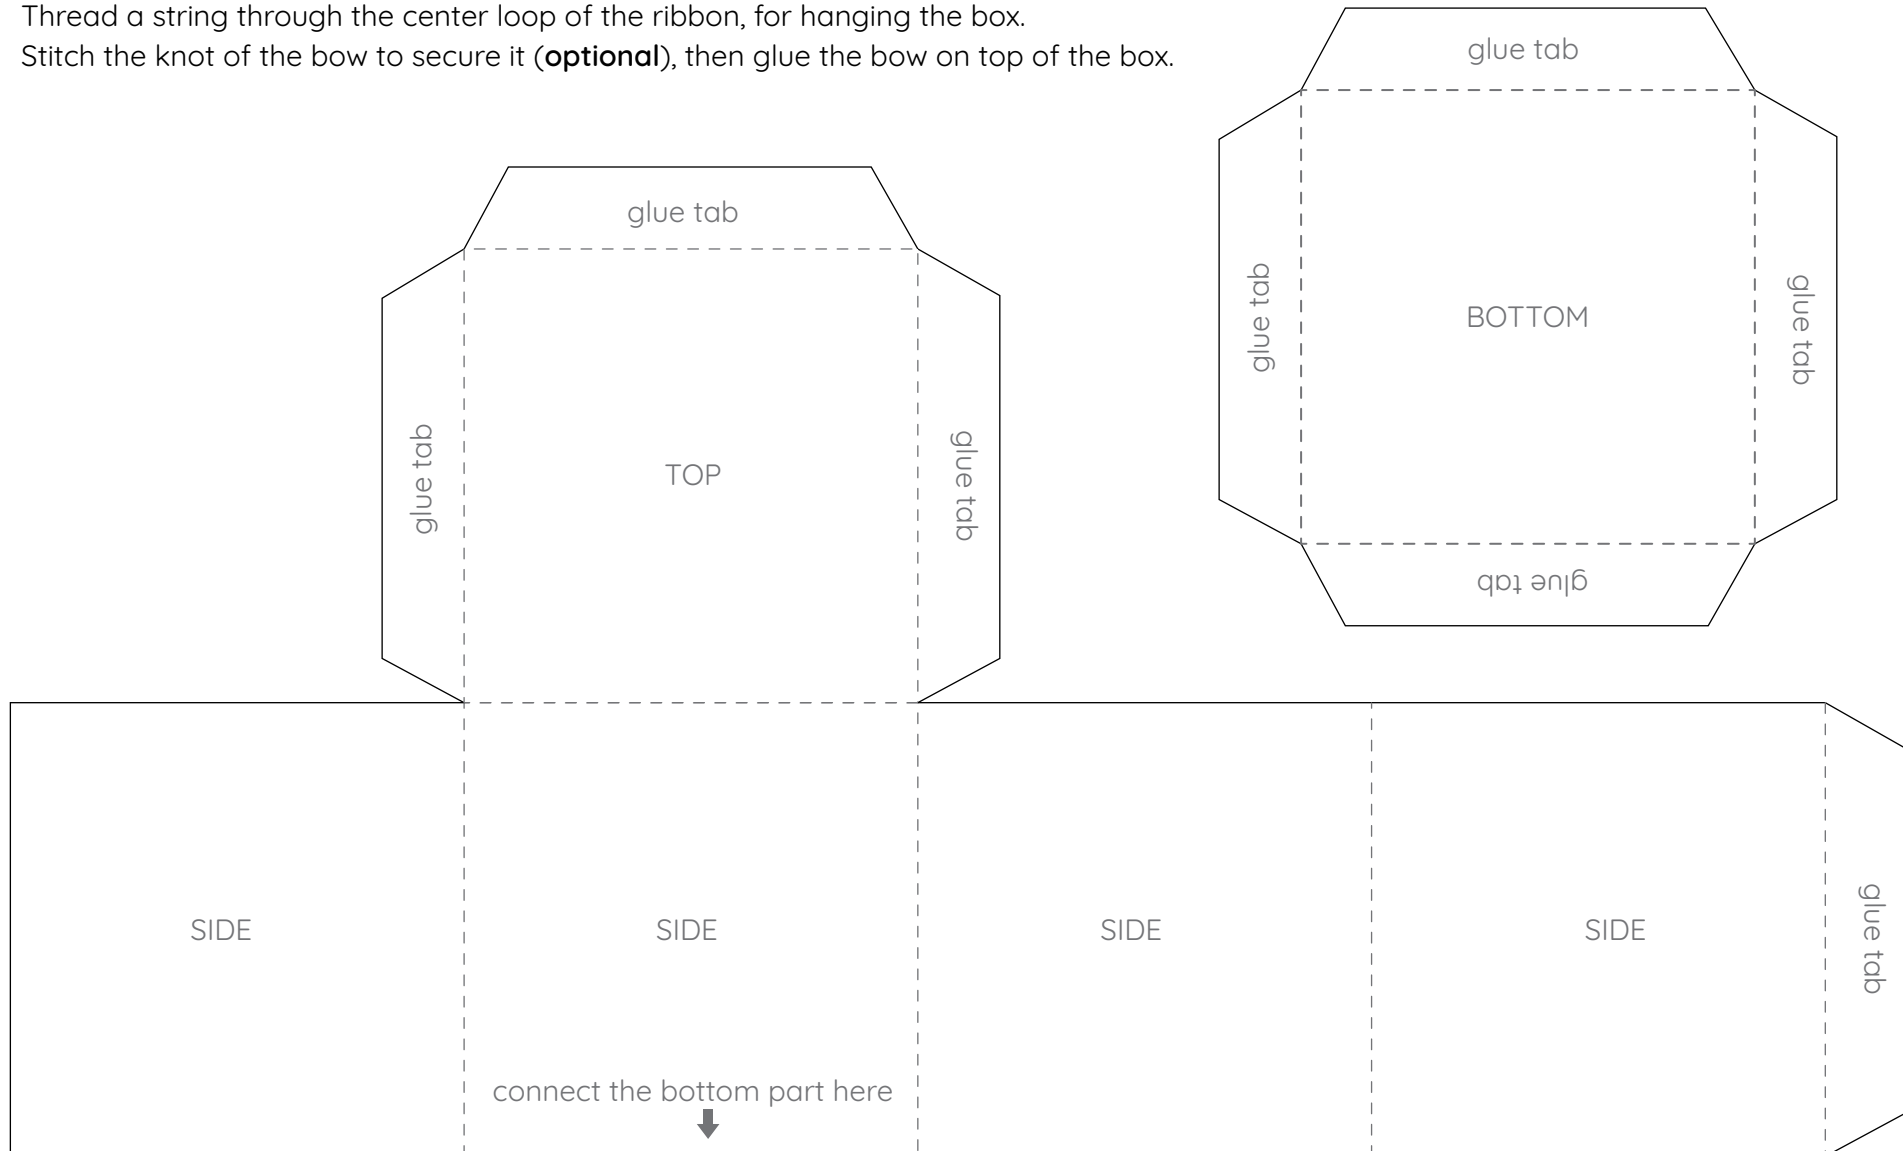 Thread a string through the center loop of the ribbon, for hanging the box.
Stitch the knot of the bow to secure it (optional), then glue the bow on top of the box.
glue tab
glue tab
BOTTOM
glue tab
glue tab
glue tab
glue tab
TOP
glue tab
SIDE
SIDE
SIDE
SIDE
glue tab
connect the bottom part here